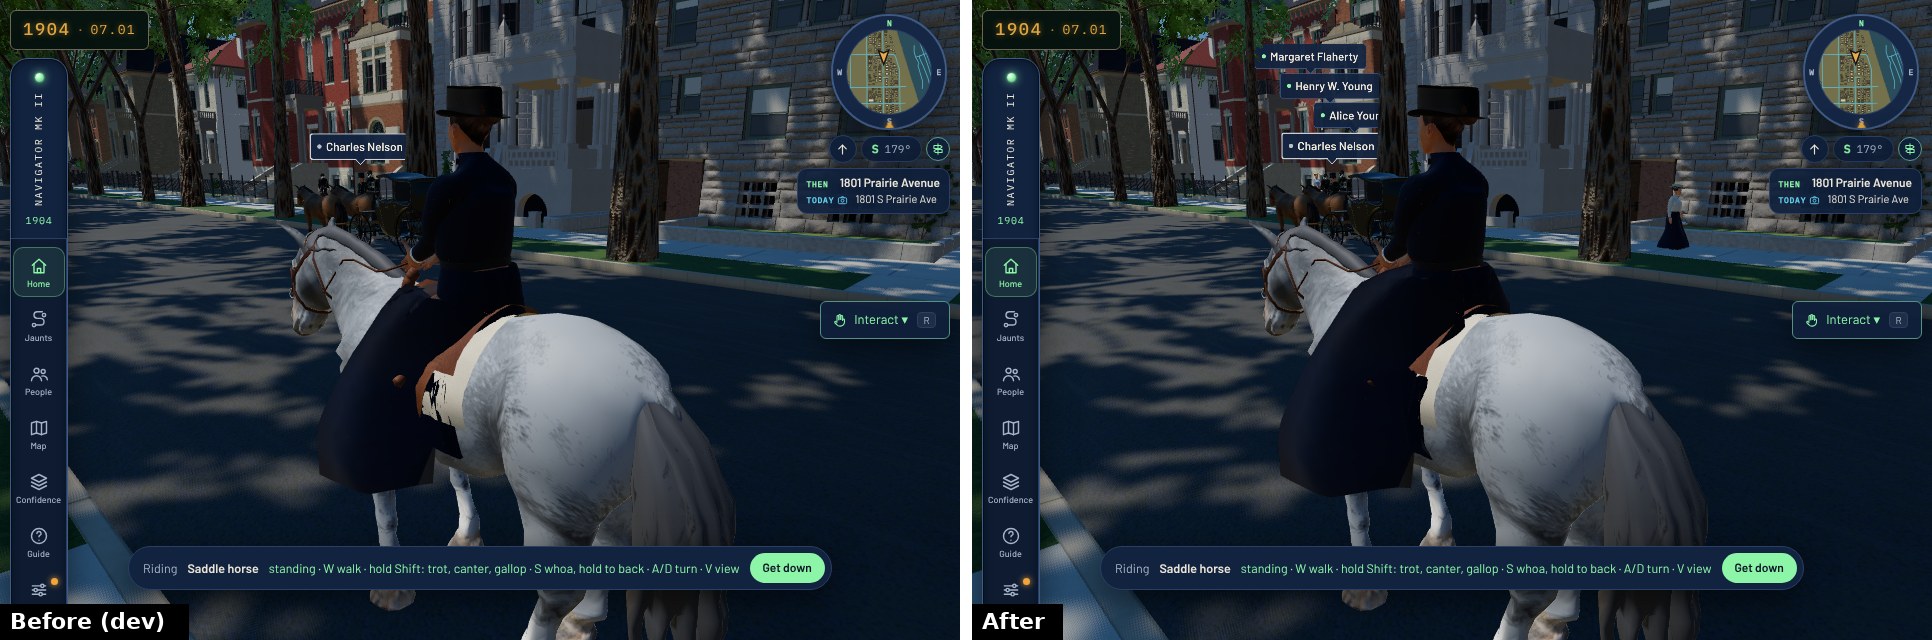 1904 · 07.01
NAVIGATOR MK II
1904
Home
Jaunts
People
Map
Confidence
Guide
Charles Nelson
N
W
E
S
S 179°
THEN 1801 Prairie Avenue
TODAY 1801 S Prairie Ave
Interact ▾ R
Riding Saddle horse standing · W walk · hold Shift: trot, canter, gallop · S whoa, hold to back · A/D turn · V view Get down
Before (dev)
1904 · 07.01
NAVIGATOR MK II
1904
Home
Jaunts
People
Map
Confidence
Guide
Margaret Flaherty
Henry W. Young
Alice Your
Charles Nelson
N
W
E
S
S 179°
THEN 1801 Prairie Avenue
TODAY 1801 S Prairie Ave
Interact ▾ R
Riding Saddle horse standing · W walk · hold Shift: trot, canter, gallop · S whoa, hold to back · A/D turn · V view Get down
After